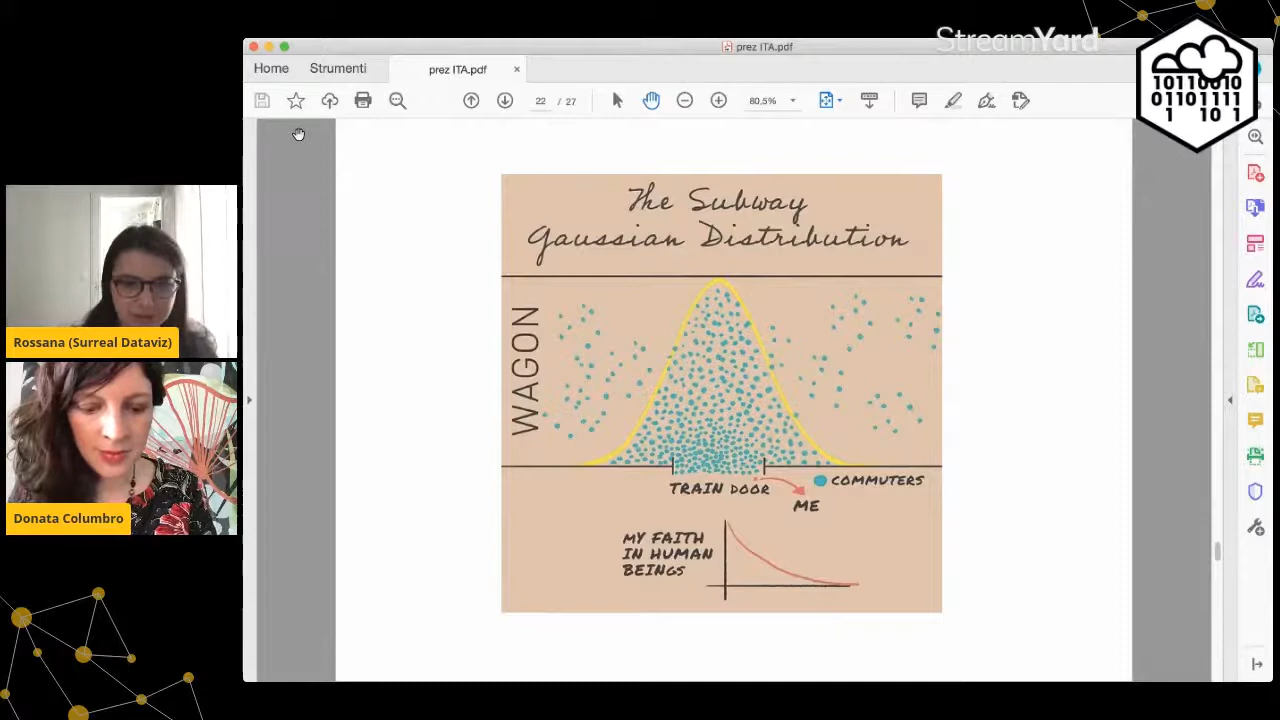 StreamYard
prez ITA.pdf
Home
Strumenti
prez ITA.pdf
×
22 / 27
80,5%
10110010
01101111
1 10 1
The Subway
Gaussian Distribution
WAGON
TRAIN DOOR
COMMUTERS
ME
MY FAITH
IN HUMAN
BEINGS
Rossana (Surreal Dataviz)
Donata Columbro